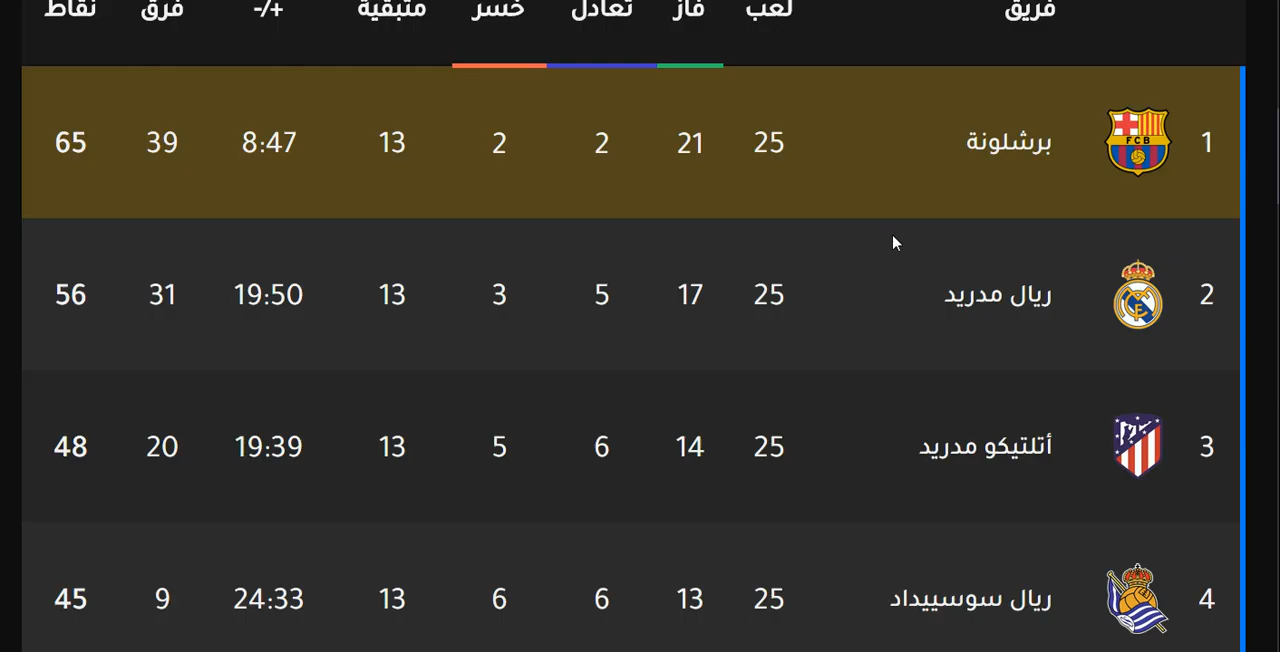 فريق لعب فاز تعادل خسر متبقية -/+ فرق نقاط
1 FCB برشلونة 25 21 2 2 13 8:47 39 65
2 ريال مدريد 25 17 5 3 13 19:50 31 56
3 أتلتيكو مدريد 25 14 6 5 13 19:39 20 48
4 ريال سوسييداد 25 13 6 6 13 24:33 9 45